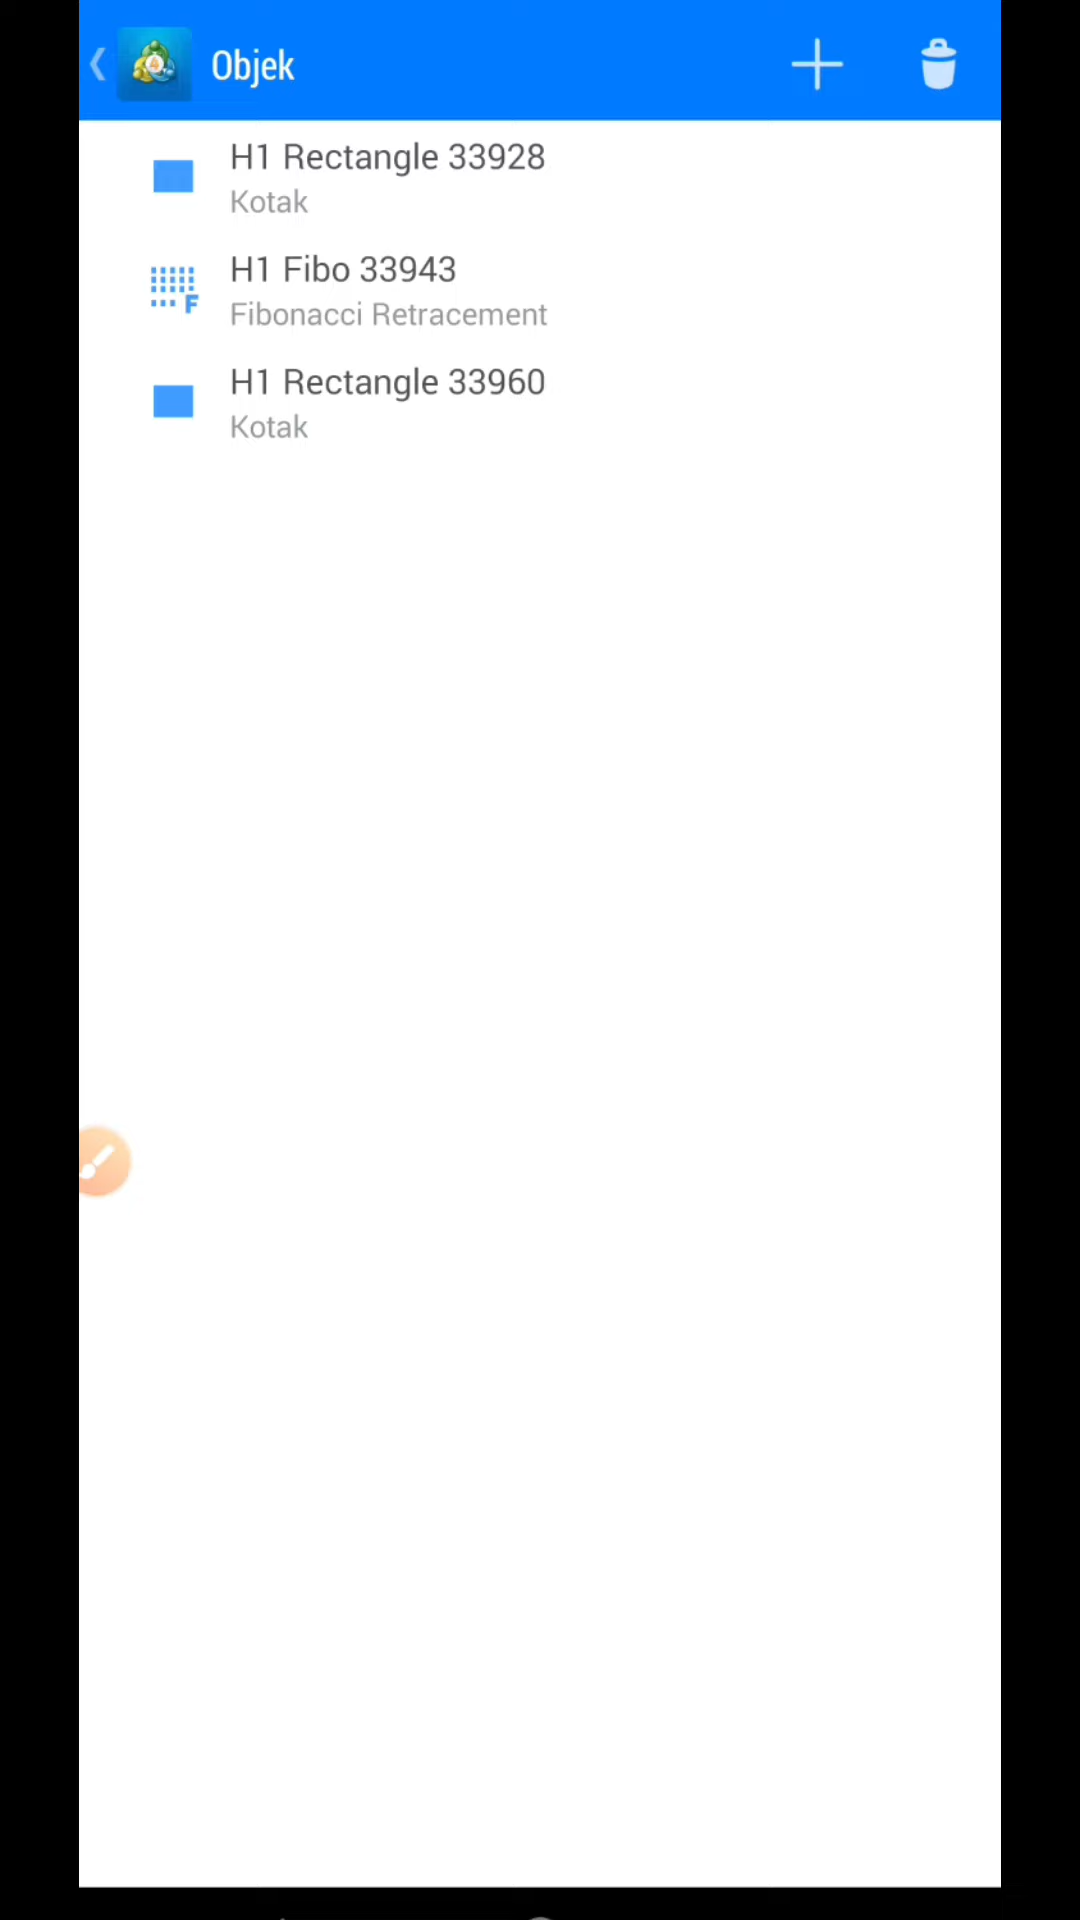 Objek
H1 Rectangle 33928
Kotak
F
H1 Fibo 33943
Fibonacci Retracement
H1 Rectangle 33960
Kotak